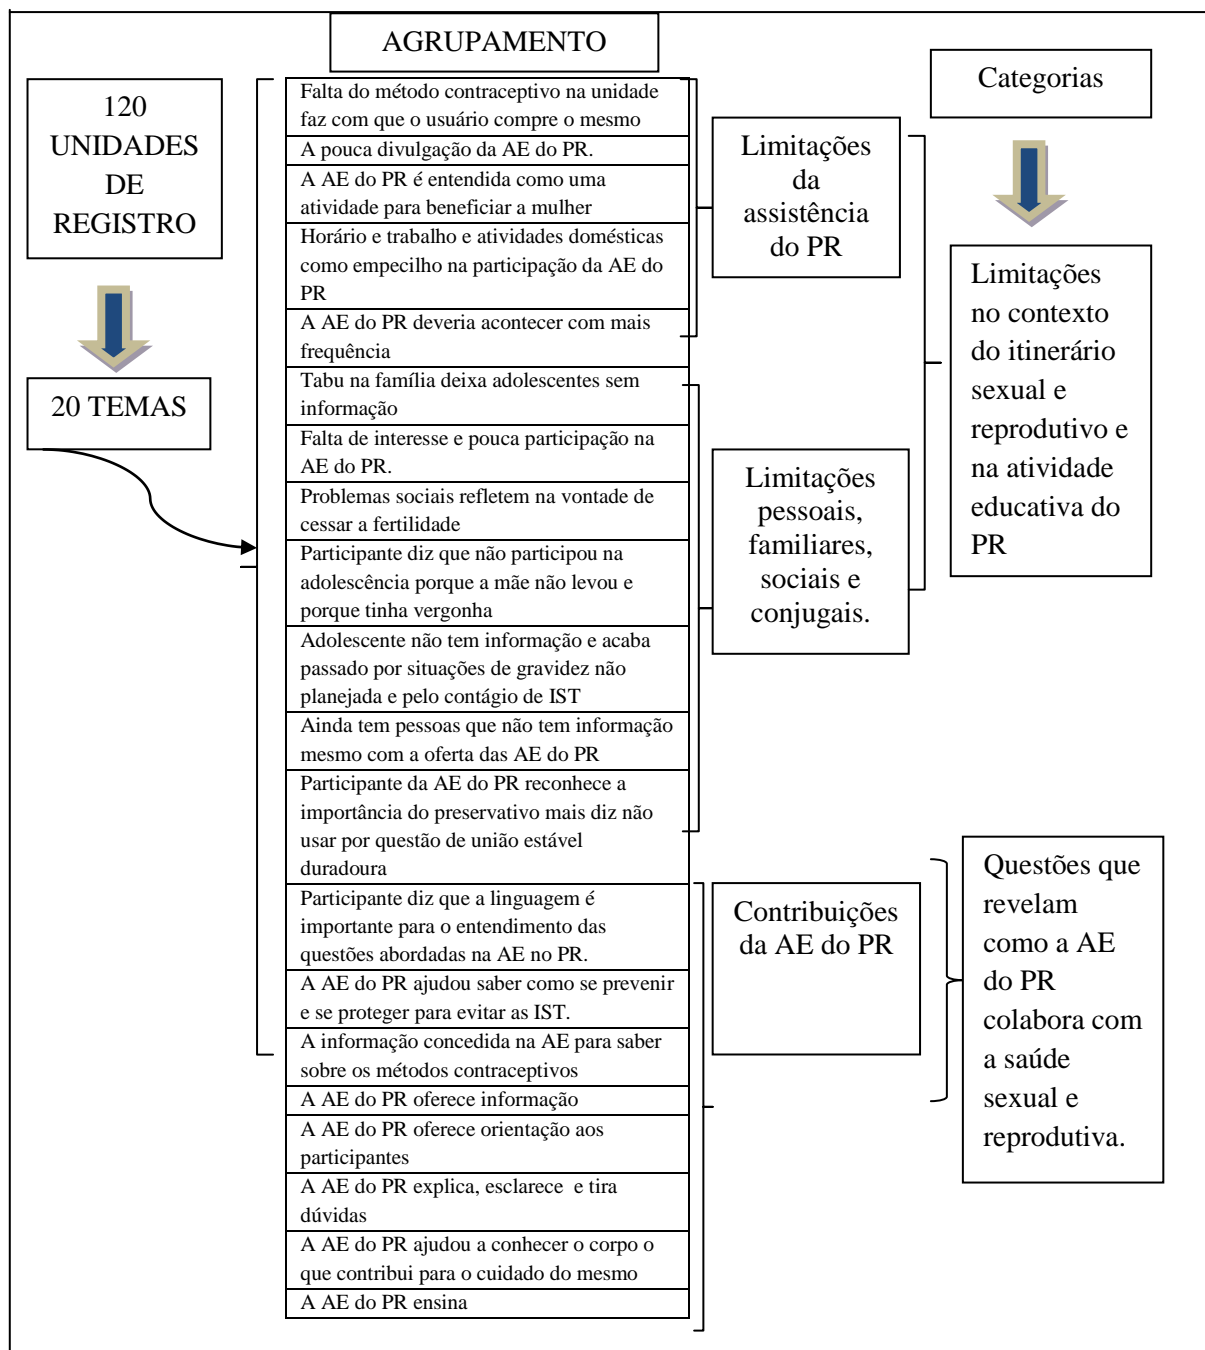 AGRUPAMENTO
120
UNIDADES
DE
REGISTRO
20 TEMAS
Falta do método contraceptivo na unidade
faz com que o usuário compre o mesmo
A pouca divulgação da AE do PR.
A AE do PR é entendida como uma
atividade para beneficiar a mulher
Horário e trabalho e atividades domésticas
como empecilho na participação da AE do
PR
A AE do PR deveria acontecer com mais
frequência
Tabu na família deixa adolescentes sem
informação
Falta de interesse e pouca participação na
AE do PR.
Problemas sociais refletem na vontade de
cessar a fertilidade
Participante diz que não participou na
adolescência porque a mãe não levou e
porque tinha vergonha
Adolescente não tem informação e acaba
passado por situações de gravidez não
planejada e pelo contágio de IST
Ainda tem pessoas que não tem informação
mesmo com a oferta das AE do PR
Participante da AE do PR reconhece a
importância do preservativo mais diz não
usar por questão de união estável
duradoura
Participante diz que a linguagem é
importante para o entendimento das
questões abordadas na AE no PR.
A AE do PR ajudou saber como se prevenir
e se proteger para evitar as IST.
A informação concedida na AE para saber
sobre os métodos contraceptivos
A AE do PR oferece informação
A AE do PR oferece orientação aos
participantes
A AE do PR explica, esclarece e tira
dúvidas
A AE do PR ajudou a conhecer o corpo o
que contribui para o cuidado do mesmo
A AE do PR ensina
Limitações
da
assistência
do PR
Limitações
pessoais,
familiares,
sociais e
conjugais.
Contribuições
da AE do PR
Categorias
Limitações
no contexto
do itinerário
sexual e
reprodutivo e
na atividade
educativa do
PR
Questões que
revelam
como a AE
do PR
colabora com
a saúde
sexual e
reprodutiva.